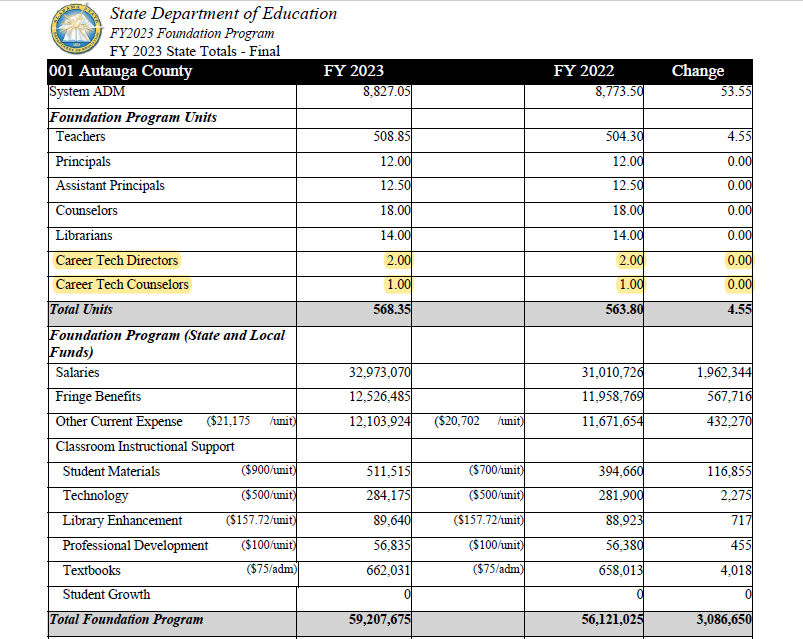 State Department of Education
FY2023 Foundation Program
FY 2023 State Totals - Final
001 Autauga County FY 2023 FY 2022 Change
System ADM 8,827.05 8,773.50 53.55
Foundation Program Units
Teachers 508.85 504.30 4.55
Principals 12.00 12.00 0.00
Assistant Principals 12.50 12.50 0.00
Counselors 18.00 18.00 0.00
Librarians 14.00 14.00 0.00
Career Tech Directors 2.00 2.00 0.00
Career Tech Counselors 1.00 1.00 0.00
Total Units 568.35 563.80 4.55
Foundation Program (State and Local
Funds)
Salaries 32,973,070 31,010,726 1,962,344
Fringe Benefits 12,526,485 11,958,769 567,716
Other Current Expense ($21,175 /unit) 12,103,924 ($20,702 /unit) 11,671,654 432,270
Classroom Instructional Support
Student Materials ($900/unit) 511,515 ($700/unit) 394,660 116,855
Technology ($500/unit) 284,175 ($500/unit) 281,900 2,275
Library Enhancement ($157.72/unit) 89,640 ($157.72/unit) 88,923 717
Professional Development ($100/unit) 56,835 ($100/unit) 56,380 455
Textbooks ($75/adm) 662,031 ($75/adm) 658,013 4,018
Student Growth 0 0 0
Total Foundation Program 59,207,675 56,121,025 3,086,650